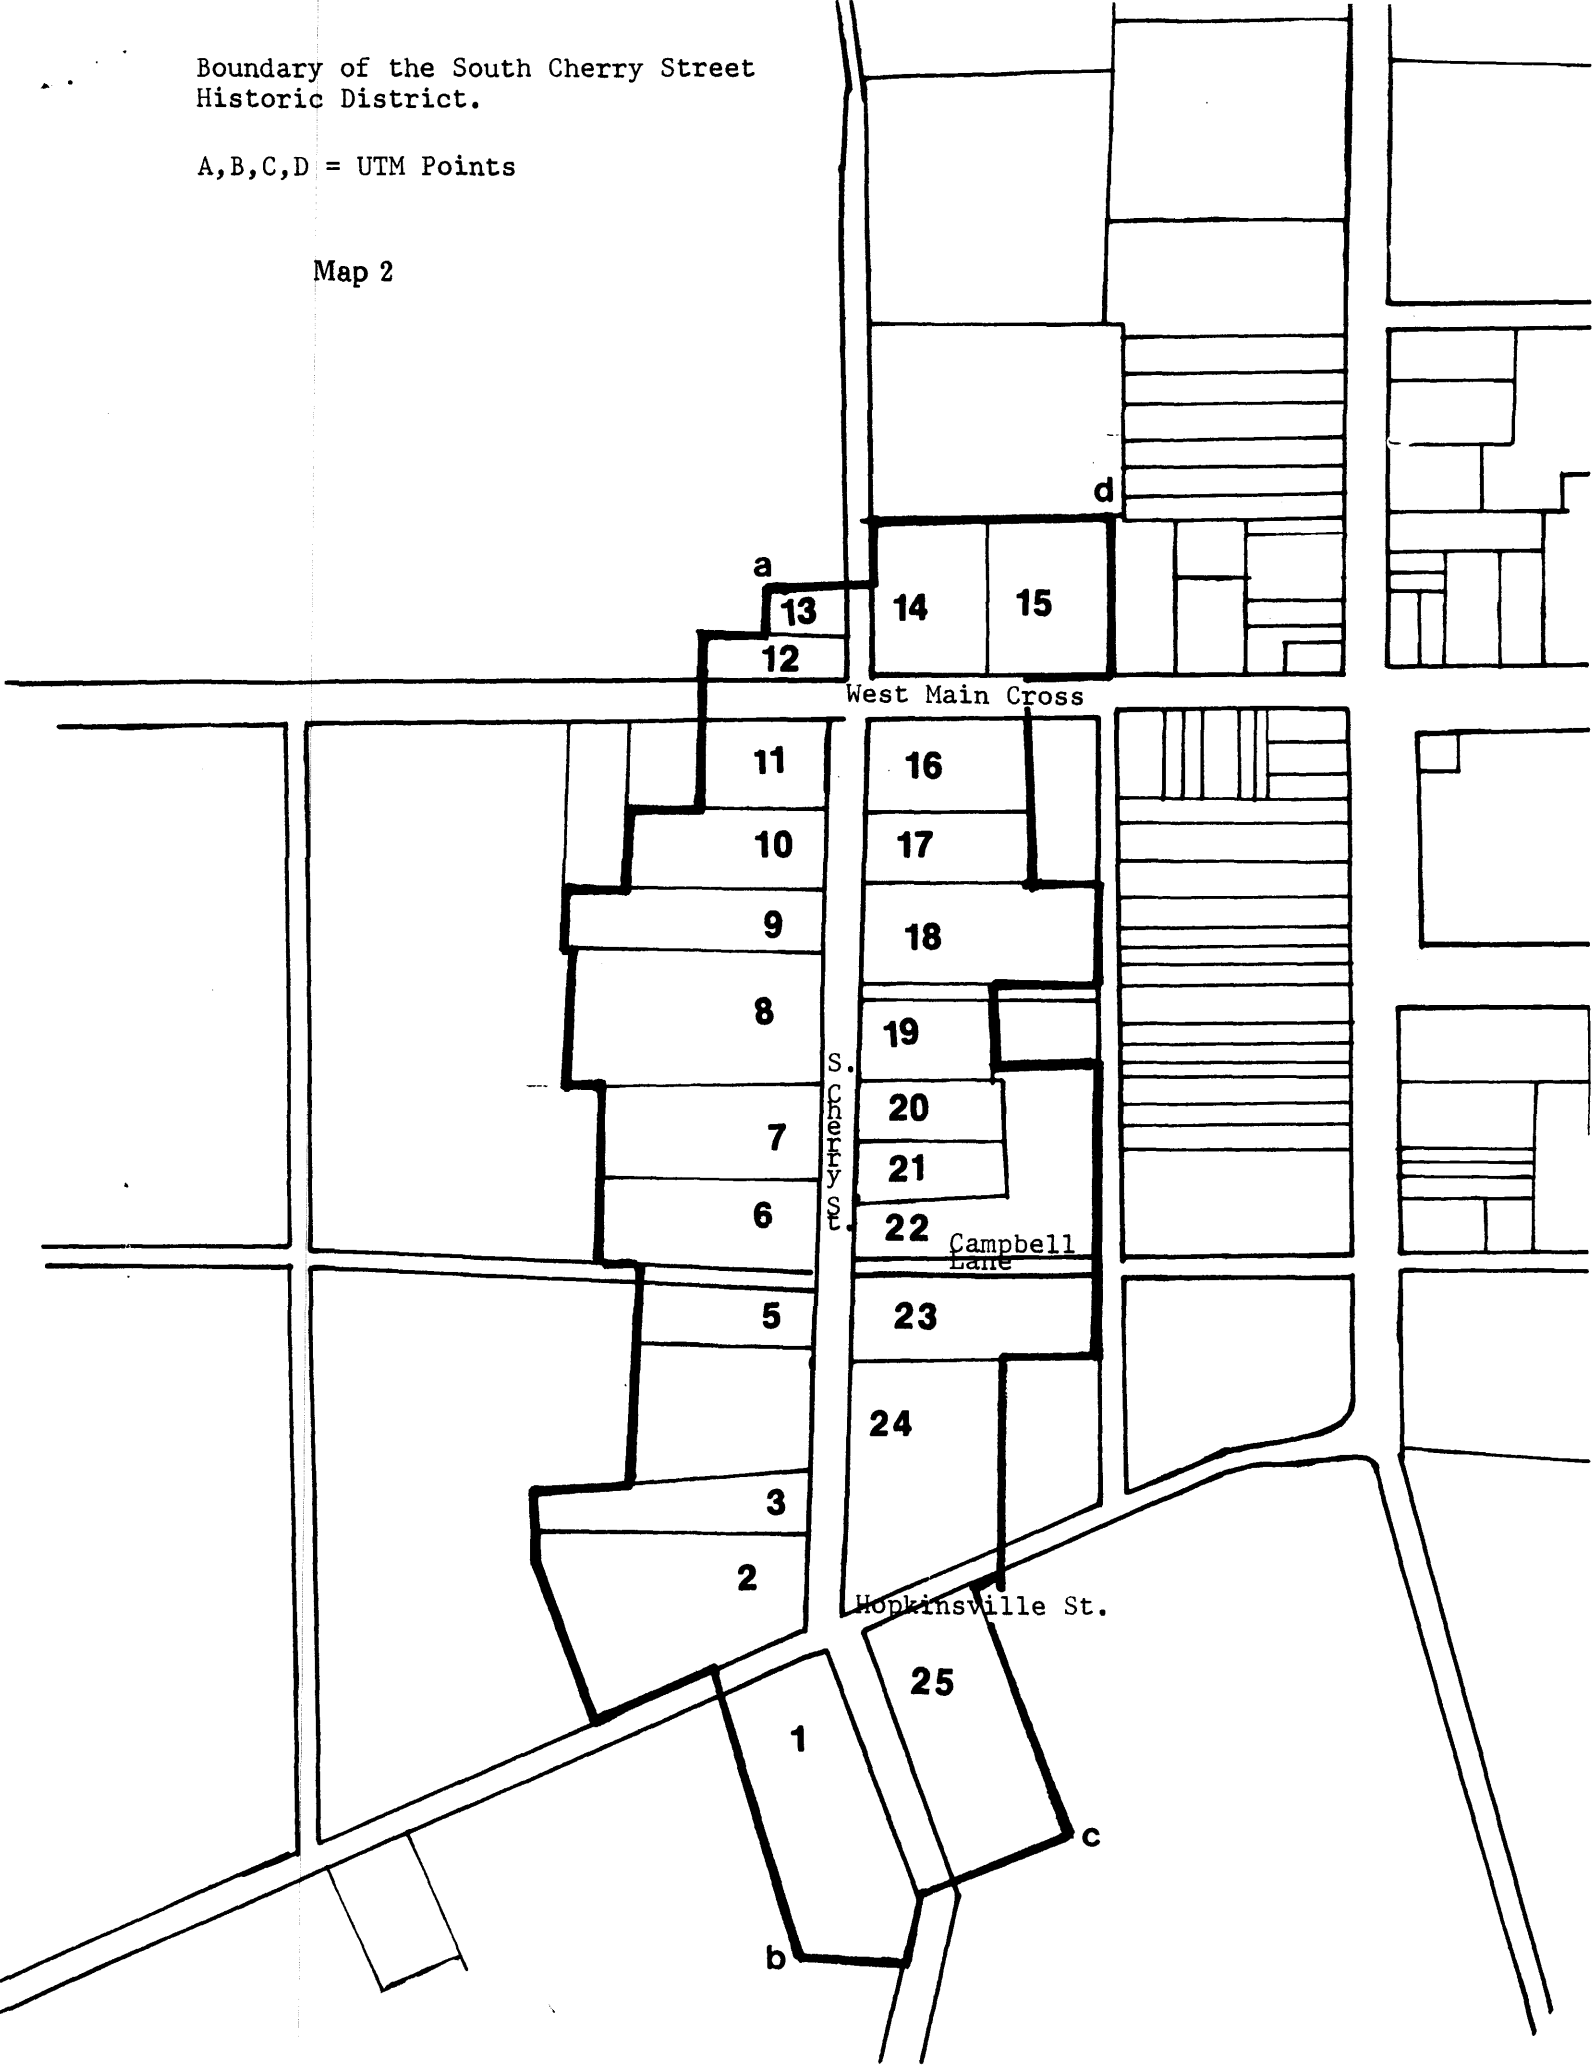 Boundary of the South Cherry Street
Historic District.
A,B,C,D = UTM Points
Map 2
d
a
13
14
15
12
West Main Cross
11
16
10
17
9
18
8
19
S. Cherry St.
20
7
21
6
22
Campbell
Lane
5
23
24
3
2
Hopkinsville St.
25
1
c
b